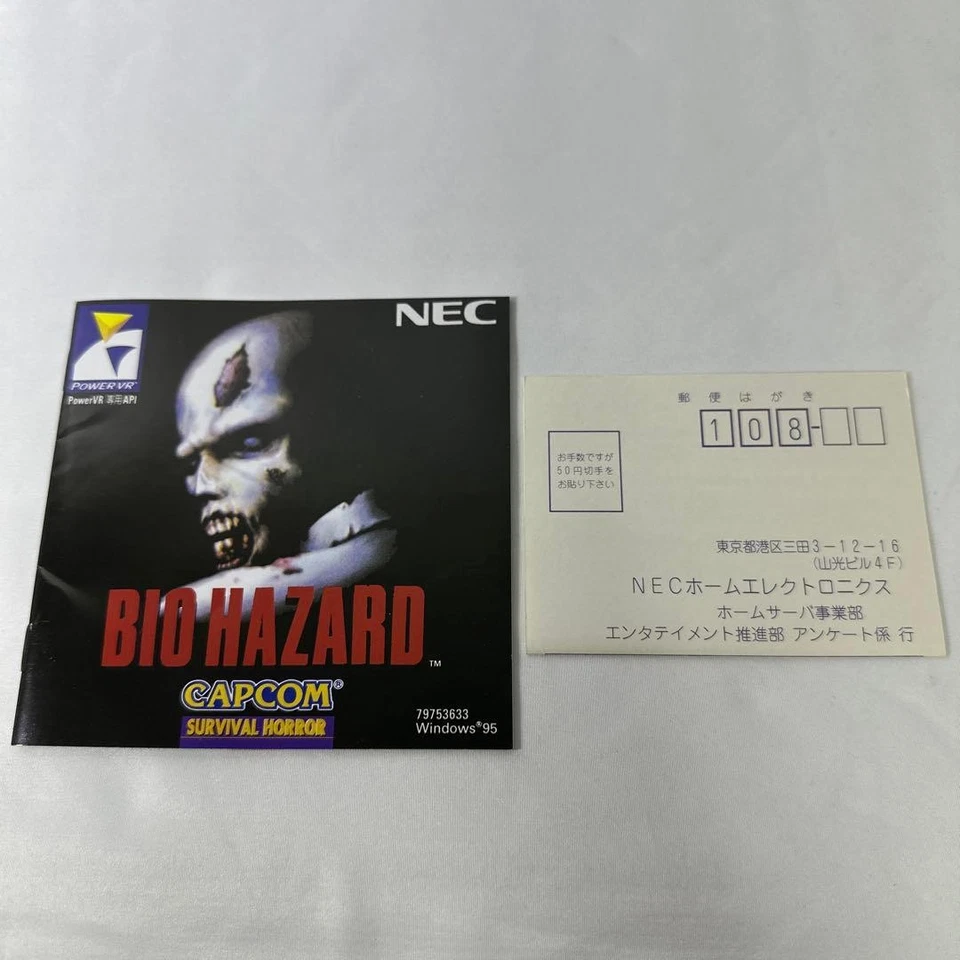 NEC
POWERVR™
PowerVR 専用API
BIO HAZARD™
CAPCOM®
SURVIVAL HORROR
79753633
Windows®95
郵便はがき
108-
お手数ですが
50円切手を
お貼り下さい
東京都港区三田3-12-16
(山光ビル4F)
NECホームエレクトロニクス
ホームサーバ事業部
エンタテイメント推進部 アンケート係 行